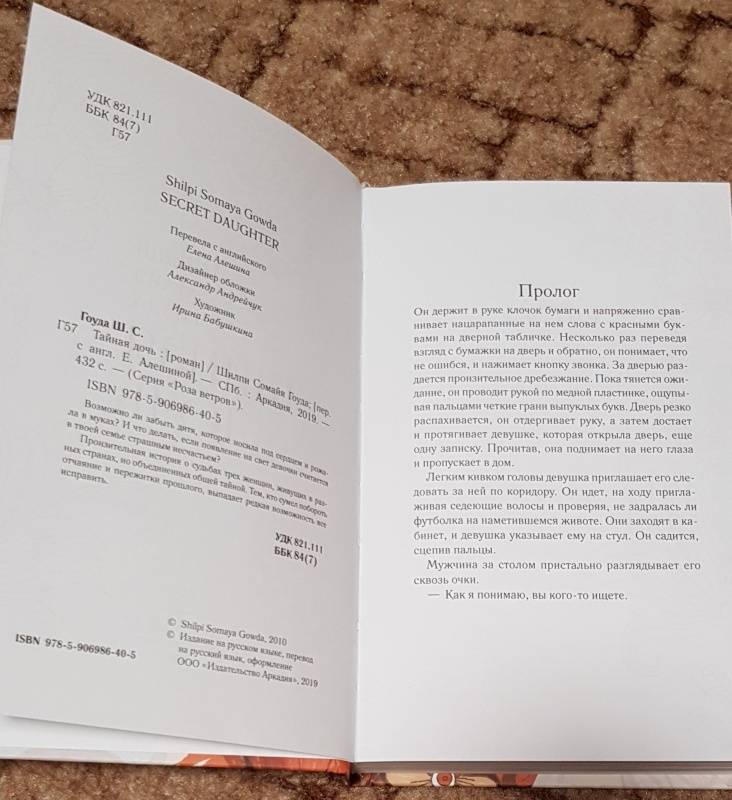 УДК 821.111
ББК 84(7)
Г57
Shilpi Somaya Gowda
SECRET DAUGHTER
Перевела с английского
Елена Алешина
Дизайнер обложки
Александр Андрейчук
Художник
Ирина Бабушкина
Гоуда Ш. С.
Г57 Тайная дочь : [роман] / Шилпи Сомайя Гоуда; [пер.
с англ. Е. Алешиной]. — СПб. : Аркадия, 2019. —
432 с. — (Серия «Роза ветров»).
ISBN 978-5-906986-40-5
Возможно ли забыть дитя, которое носила под сердцем и рожа-
ла в муках? И что делать, если появление на свет девочки считается
в твоей семье страшным несчастьем?
Пронзительная история о судьбах трех женщин, живущих в раз-
ных странах, но объединенных общей тайной. Тем, кто сумел побороть
отчаяние и пережитки прошлого, выпадает редкая возможность все
исправить.
УДК 821.111
ББК 84(7)
© Shilpi Somaya Gowda, 2010
© Издание на русском языке, перевод
на русский язык, оформление
ООО «Издательство Аркадия», 2019
ISBN 978-5-906986-40-5
Пролог
Он держит в руке клочок бумаги и напряженно срав-
нивает нацарапанные на нем слова с красными бук-
вами на дверной табличке. Несколько раз переведя
взгляд с бумажки на дверь и обратно, он понимает, что
не ошибся, и нажимает кнопку звонка. За дверью раз-
дается пронзительное дребезжание. Пока тянется ожи-
дание, он проводит рукой по медной пластинке, ощупы-
вая пальцами четкие грани выпуклых букв. Дверь резко
распахивается, он отдергивает руку, а затем достает
и протягивает девушке, которая открыла дверь, еще
одну записку. Прочитав, она поднимает на него глаза
и пропускает в дом.
Легким кивком головы девушка приглашает его сле-
довать за ней по коридору. Он идет, на ходу пригла-
живая седеющие волосы и проверяя, не задралась ли
футболка на наметившемся животе. Они заходят в ка-
бинет, и девушка указывает ему на стул. Он садится,
сцепив пальцы.
Мужчина за столом пристально разглядывает его
сквозь очки.
— Как я понимаю, вы кого-то ищете.